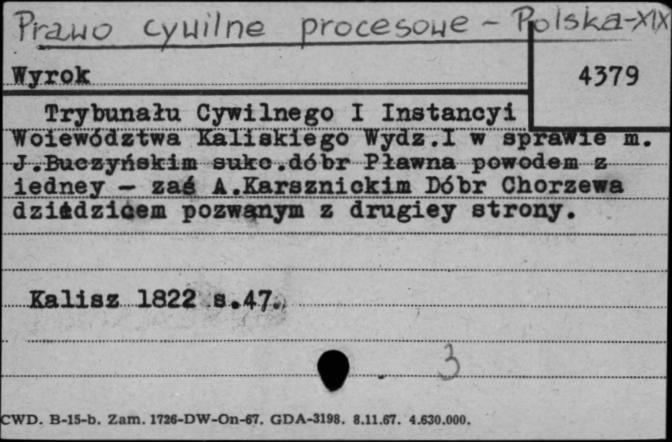 Prawo cywilne procesowe - Polska-XIX
Wyrok
4379
Trybunału Cywilnego I Instancyi
Woiewództwa Kaliskiego Wydz.I w sprawie m.
J.Buczyńskim sukc.dóbr Pławna powodem z
iedney - zaś A.Karsznickim Dóbr Chorzewa
dziedzicem pozwanym z drugiey strony.
Kalisz 1822 s.47.
3
CWD. B-15-b. Zam. 1726-DW-On-67. GDA-3198. 8.11.67. 4.630.000.